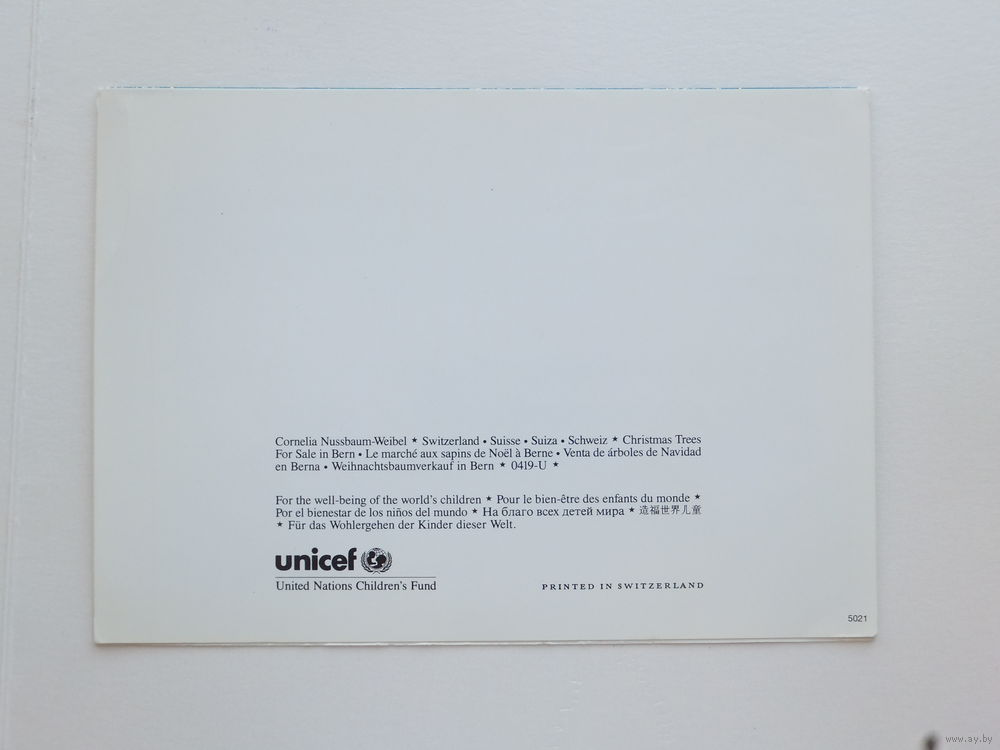 Cornelia Nussbaum-Weibel ★ Switzerland • Suisse • Suiza • Schweiz ★ Christmas Trees
For Sale in Bern • Le marché aux sapins de Noël à Berne • Venta de árboles de Navidad
en Berna • Weihnachtsbaumverkauf in Bern ★ 0419-U ★
For the well-being of the world's children ★ Pour le bien-être des enfants du monde ★
Por el bienestar de los niños del mundo ★ На благо всех детей мира ★ 造福世界儿童
★ Für das Wohlergehen der Kinder dieser Welt.
unicef
United Nations Children's Fund
PRINTED IN SWITZERLAND
5021
www.ay.by